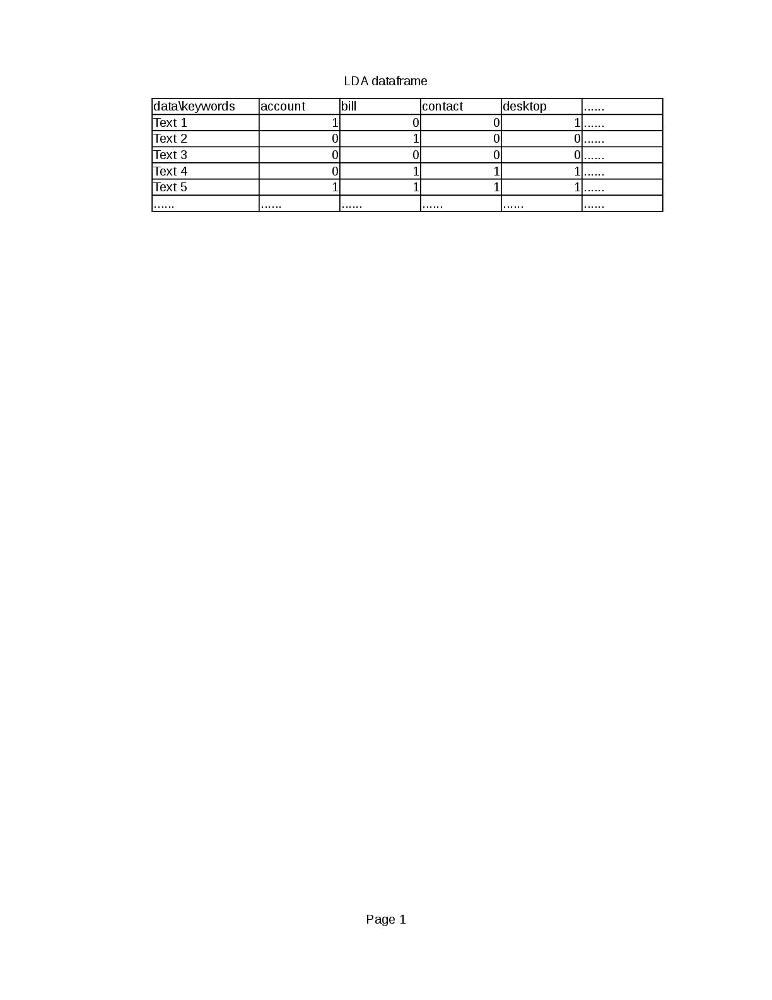 LDA dataframe
data\keywords account bill contact desktop ......
Text 1 1 0 0 1 ......
Text 2 0 1 0 0 ......
Text 3 0 0 0 0 ......
Text 4 0 1 1 1 ......
Text 5 1 1 1 1 ......
...... ...... ...... ...... ...... ......
Page 1